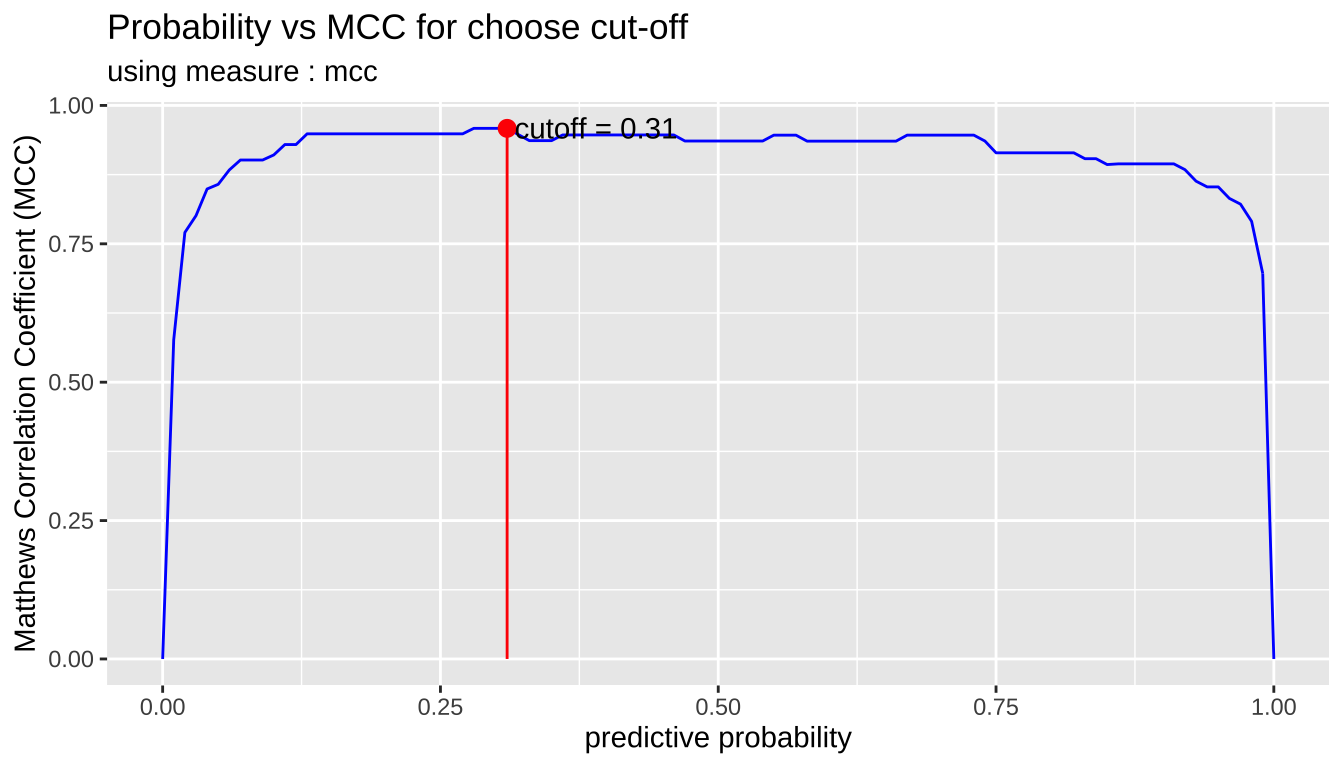 Probability vs MCC for choose cut-off
using measure : mcc
Matthews Correlation Coefficient (MCC)
1.00
0.75
0.50
0.25
0.00
cutoff = 0.31
0.00 0.25 0.50 0.75 1.00
predictive probability